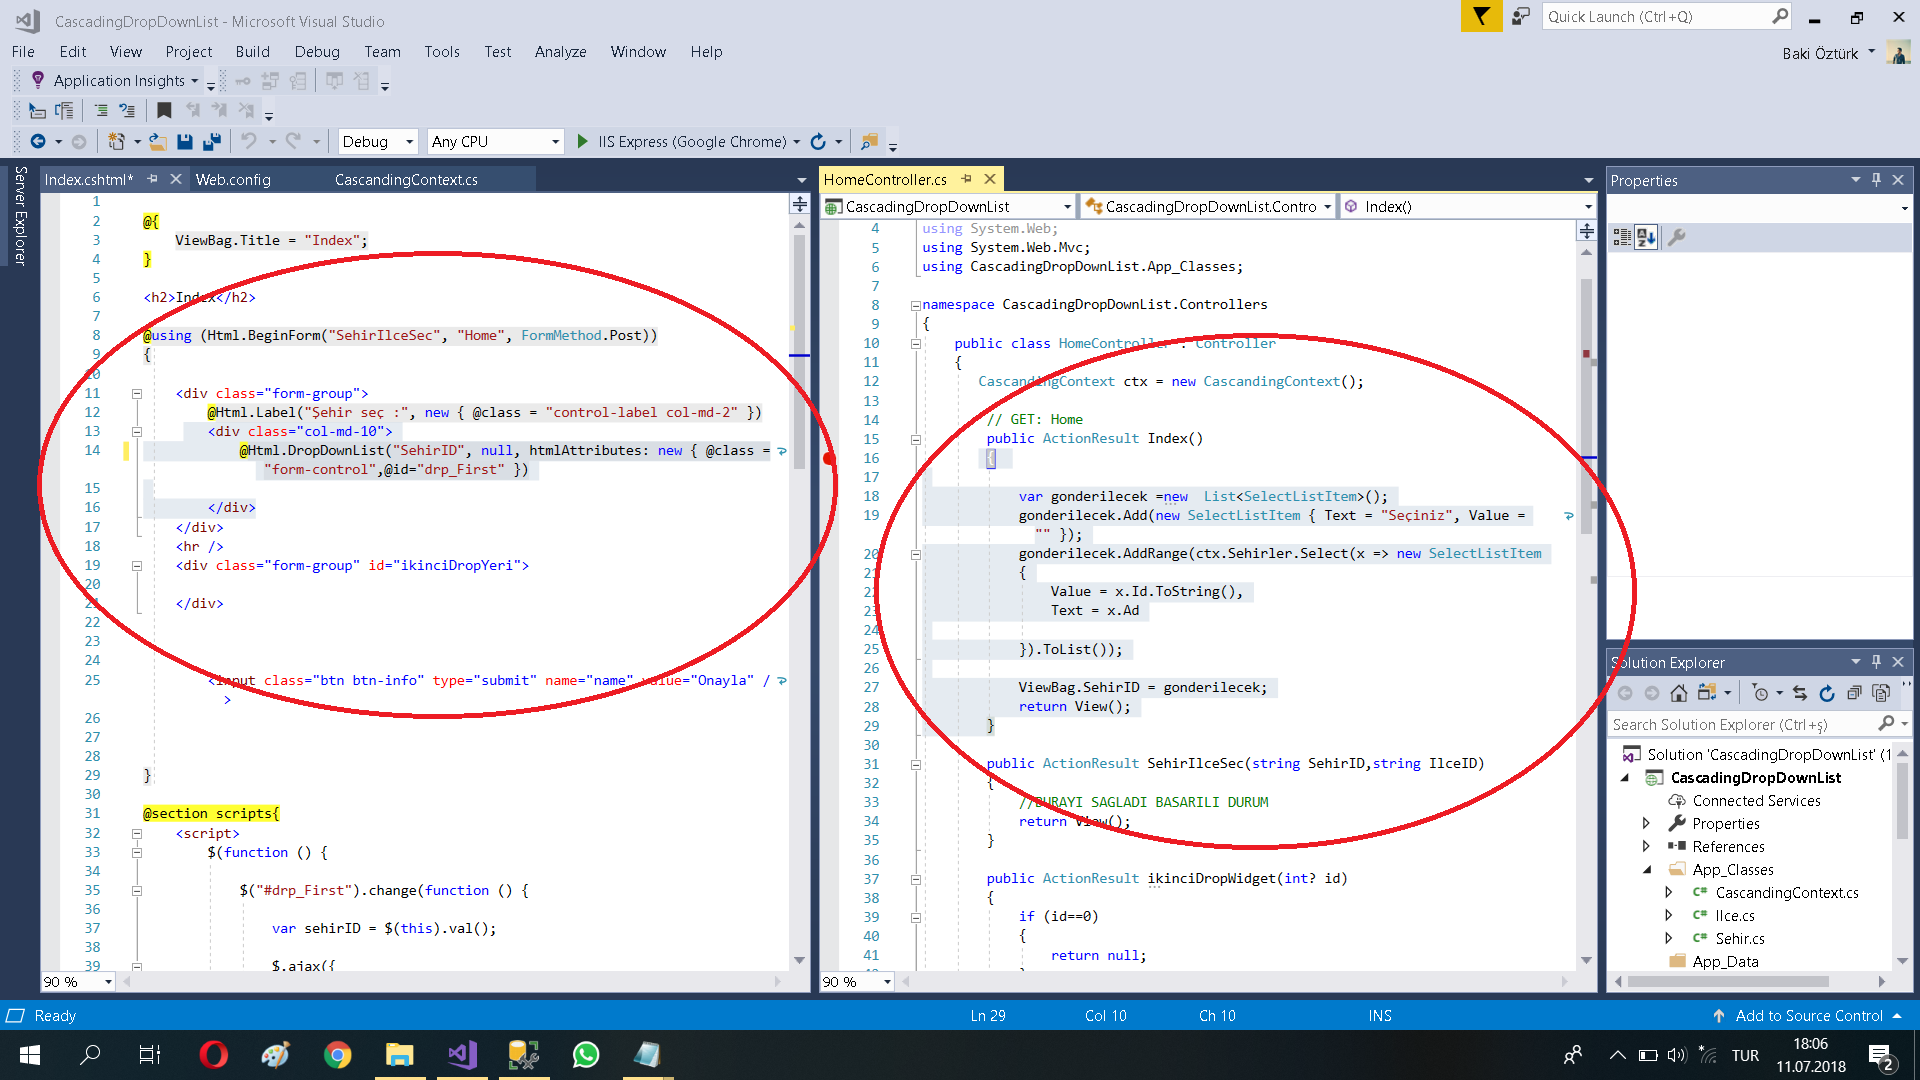 CascadingDropDownList - Microsoft Visual Studio
Quick Launch (Ctrl+Q)
File Edit View Project Build Debug Team Tools Test Analyze Window Help
Baki Öztürk
Application Insights
Debug Any CPU IIS Express (Google Chrome)
Server Explorer
Index.cshtml* Web.config CascandingContext.cs
1
2 @{
3 ViewBag.Title = "Index";
4 }
5
6 <h2>Index</h2>
7
8 @using (Html.BeginForm("SehirIlceSec", "Home", FormMethod.Post))
9 {
10
11 <div class="form-group">
12 @Html.Label("Şehir seç :", new { @class = "control-label col-md-2" })
13 <div class="col-md-10">
14 @Html.DropDownList("SehirID", null, htmlAttributes: new { @class =
"form-control",@id="drp_First" })
15
16 </div>
17 </div>
18 <hr />
19 <div class="form-group" id="ikinciDropYeri">
20
21 </div>
22
23
24
25 <input class="btn btn-info" type="submit" name="name" value="Onayla" /
>
26
27
28
29 }
30
31 @section scripts{
32 <script>
33 $(function () {
34
35 $("#drp_First").change(function () {
36
37 var sehirID = $(this).val();
38
39 $.ajax({
90 %
HomeController.cs
CascadingDropDownList CascadingDropDownList.Contro Index()
4 using System.Web;
5 using System.Web.Mvc;
6 using CascadingDropDownList.App_Classes;
7
8 namespace CascadingDropDownList.Controllers
9 {
10 public class HomeController : Controller
11 {
12 CascandingContext ctx = new CascandingContext();
13
14 // GET: Home
15 public ActionResult Index()
16 {
17
18 var gonderilecek =new List<SelectListItem>();
19 gonderilecek.Add(new SelectListItem { Text = "Seçiniz", Value =
"" });
20 gonderilecek.AddRange(ctx.Sehirler.Select(x => new SelectListItem
21 {
22 Value = x.Id.ToString(),
23 Text = x.Ad
24
25 }).ToList());
26
27 ViewBag.SehirID = gonderilecek;
28 return View();
29 }
30
31 public ActionResult SehirIlceSec(string SehirID,string IlceID)
32 {
33 //BURAYI SAGLADI BASARILI DURUM
34 return View();
35 }
36
37 public ActionResult ikinciDropWidget(int? id)
38 {
39 if (id==0)
40 {
41 return null;
90 %
Properties
Solution Explorer
Search Solution Explorer (Ctrl+ş)
Solution 'CascadingDropDownList' (1
CascadingDropDownList
Connected Services
Properties
References
App_Classes
CascandingContext.cs
Ilce.cs
Sehir.cs
App_Data
Ready Ln 29 Col 10 Ch 10 INS Add to Source Control
TUR 18:06
11.07.2018
2